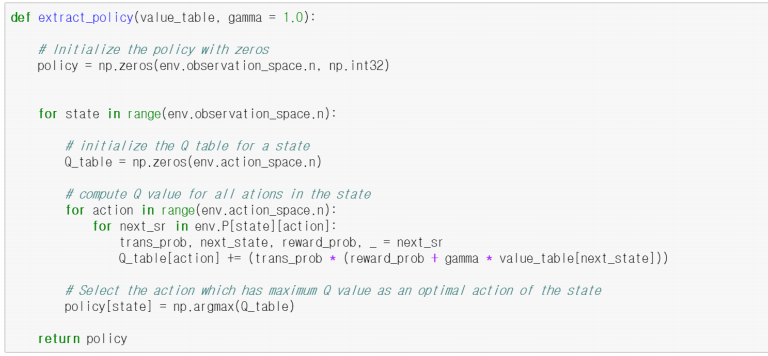 def extract_policy(value_table, gamma = 1.0):
# Initialize the policy with zeros
policy = np.zeros(env.observation_space.n, np.int32)
for state in range(env.observation_space.n):
# initialize the Q table for a state
Q_table = np.zeros(env.action_space.n)
# compute Q value for all ations in the state
for action in range(env.action_space.n):
for next_sr in env.P[state][action]:
trans_prob, next_state, reward_prob, _ = next_sr
Q_table[action] += (trans_prob * (reward_prob + gamma * value_table[next_state]))
# Select the action which has maximum Q value as an optimal action of the state
policy[state] = np.argmax(Q_table)
return policy